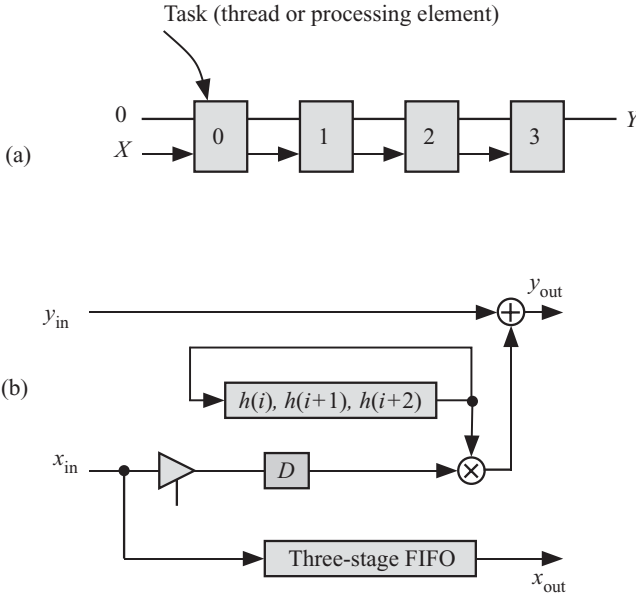 Task (thread or processing element)
0
0
1
2
3
Y
X
(a)
y_out
y_in
(b)
h(i), h(i+1), h(i+2)
x_in
D
Three-stage FIFO
x_out